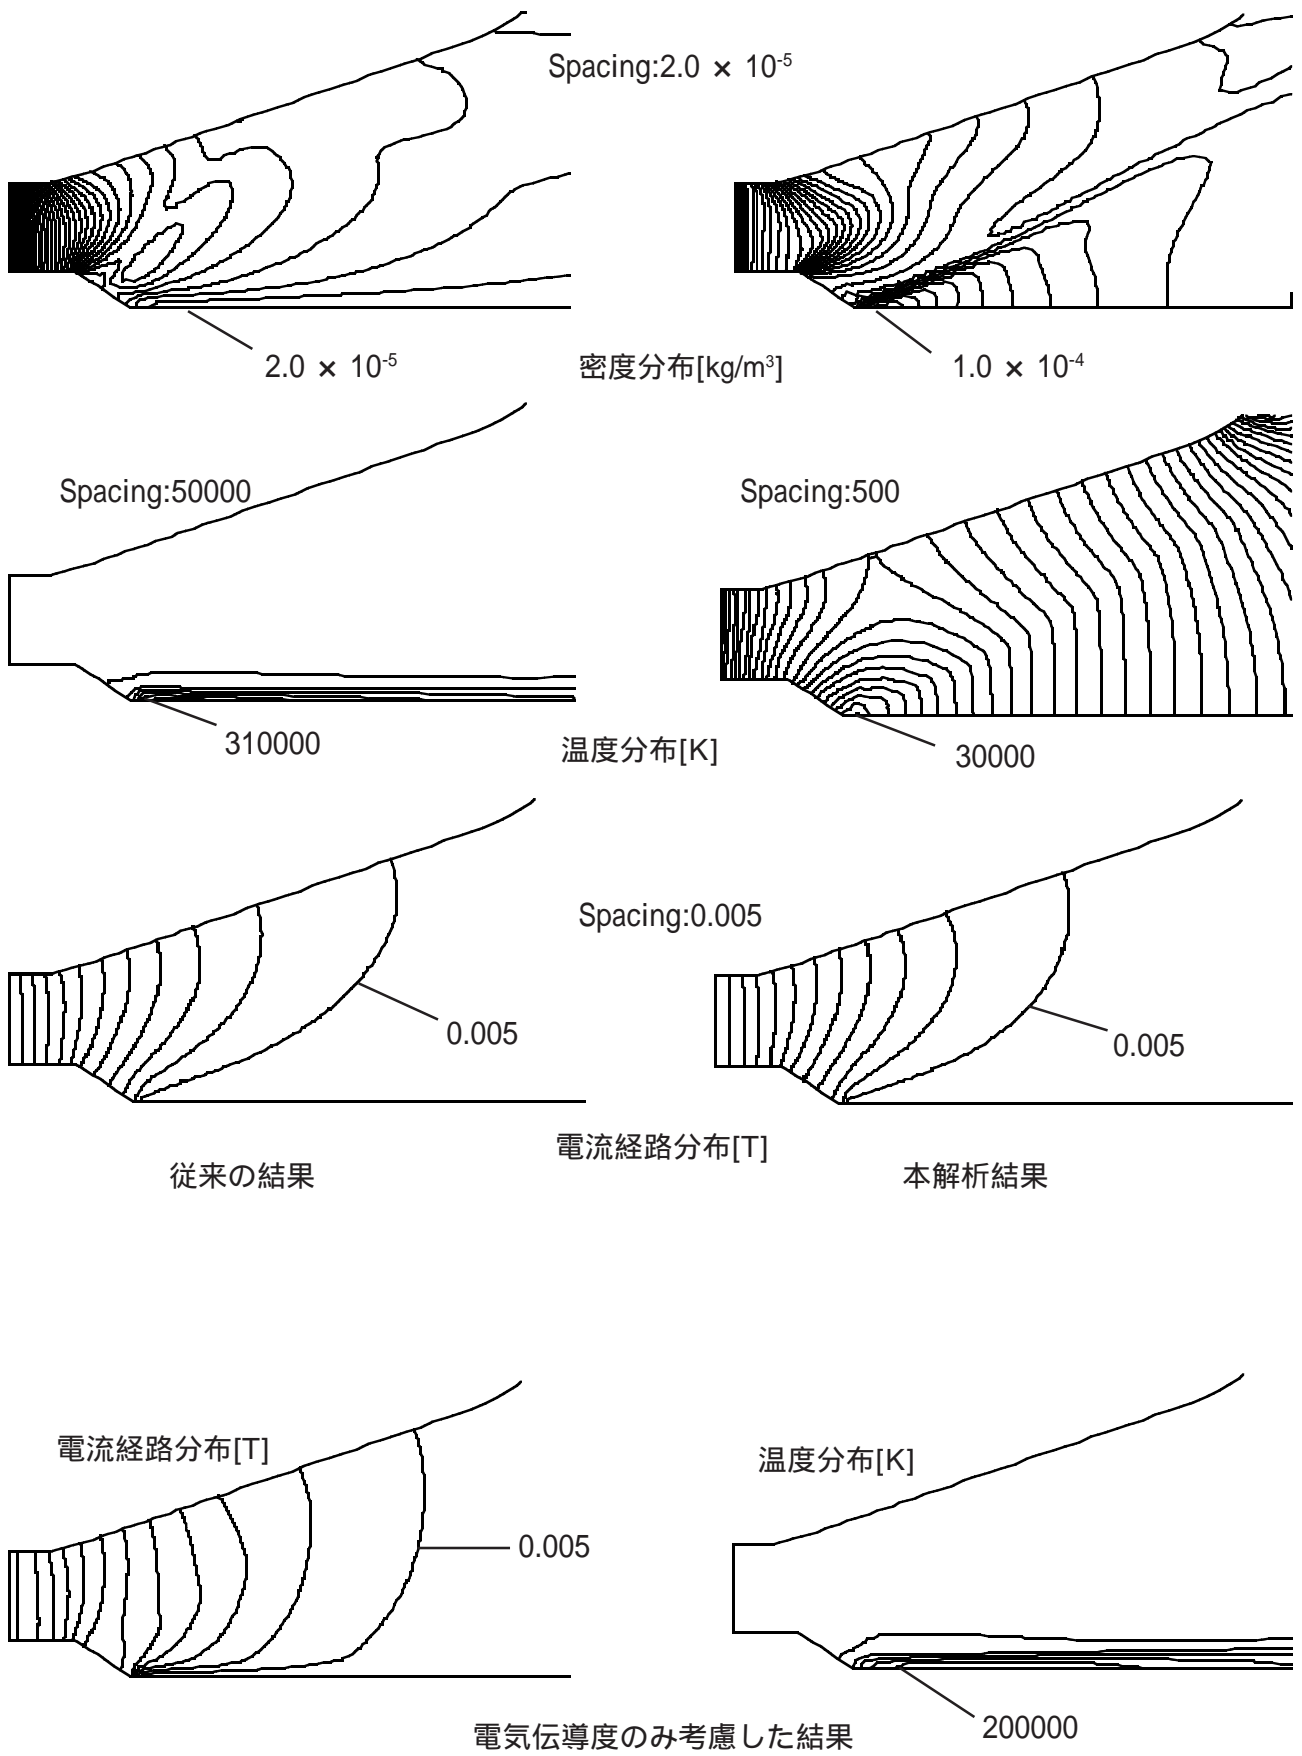 Spacing:2.0 × 10-5
2.0 × 10-5
密度分布[kg/m3]
1.0 × 10-4
Spacing:50000
Spacing:500
310000
温度分布[K]
30000
Spacing:0.005
0.005
0.005
電流経路分布[T]
従来の結果
本解析結果
電流経路分布[T]
温度分布[K]
0.005
200000
電気伝導度のみ考慮した結果